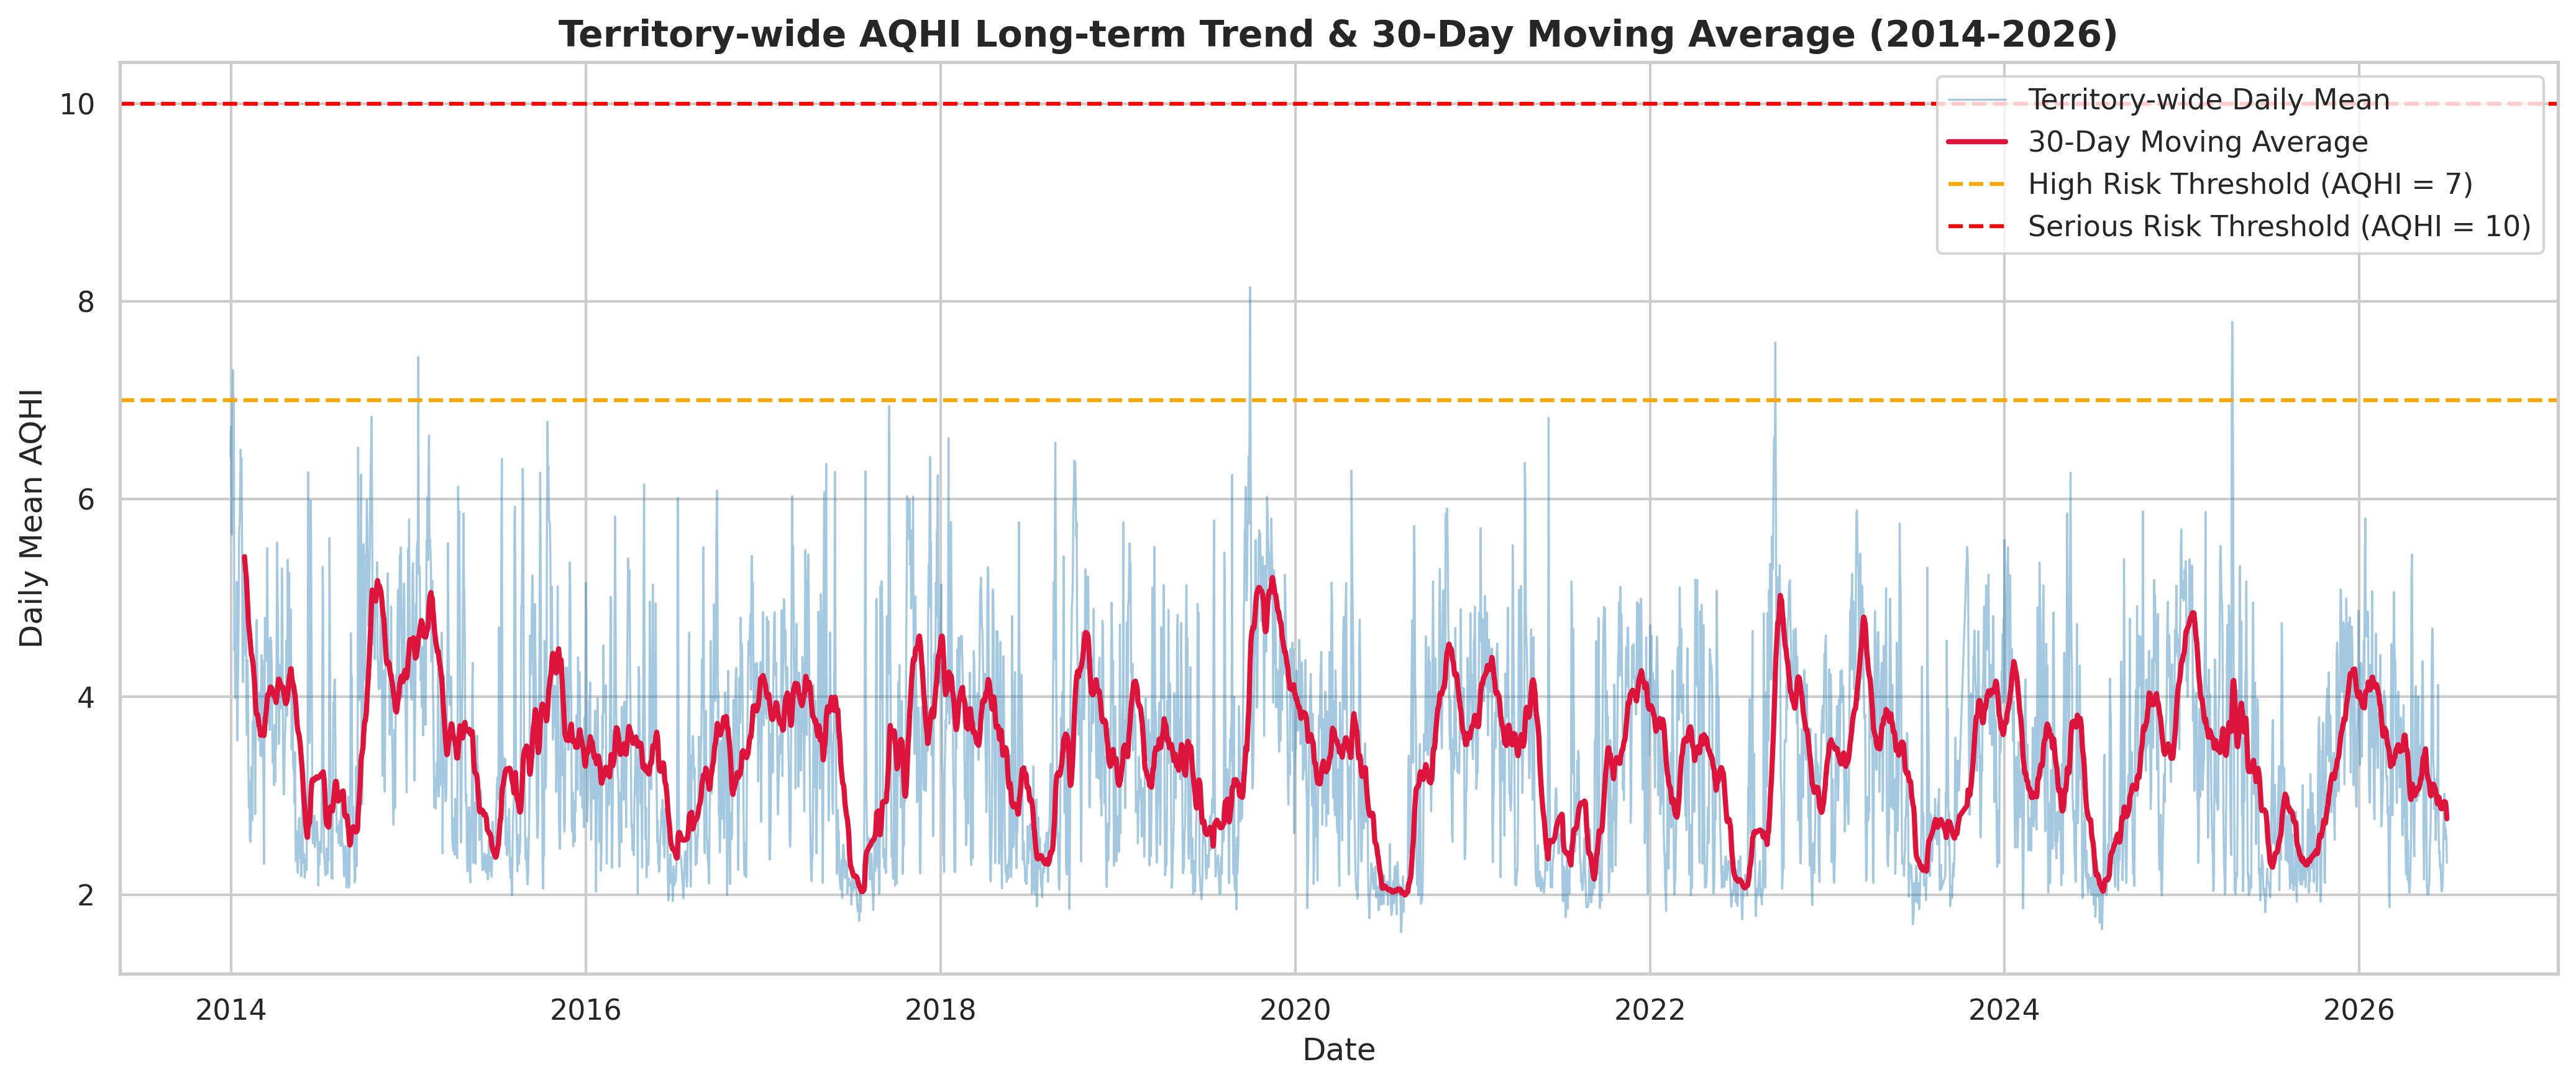 Territory-wide AQHI Long-term Trend & 30-Day Moving Average (2014-2026)
Territory-wide Daily Mean
30-Day Moving Average
High Risk Threshold (AQHI = 7)
Serious Risk Threshold (AQHI = 10)
Daily Mean AQHI
10
8
6
4
2
2014 2016 2018 2020 2022 2024 2026
Date